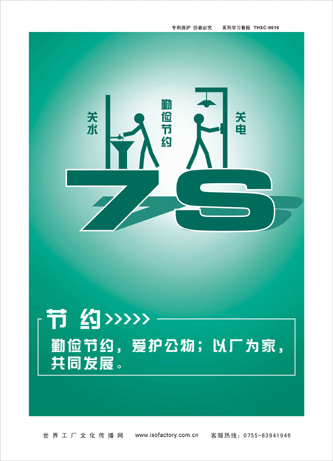 专利保护 仿者必究 系列学习看板 THXC-0016
关水
勤俭节约
关电
7S
节 约>>>>>
勤俭节约，爱护公物；以厂为家，
共同发展。
世界工厂文化传播网 www.isofactory.com.cn 客服热线：0755-83941946